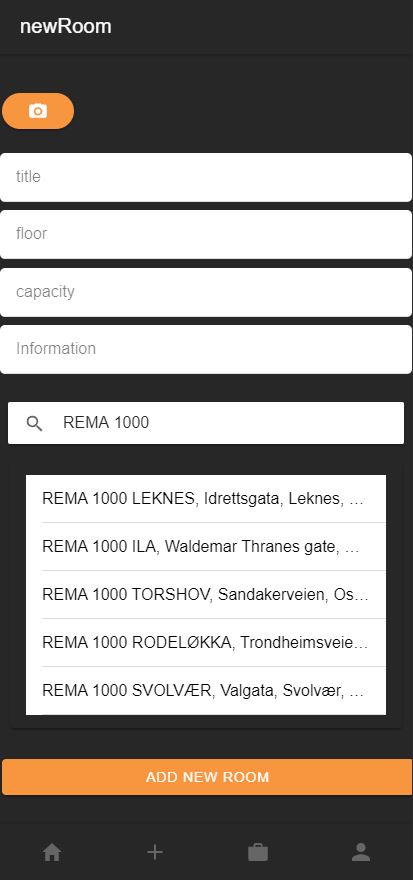 newRoom
title
floor
capacity
Information
REMA 1000
REMA 1000 LEKNES, Idrettsgata, Leknes, …
REMA 1000 ILA, Waldemar Thranes gate, …
REMA 1000 TORSHOV, Sandakerveien, Os…
REMA 1000 RODELØKKA, Trondheimsveie…
REMA 1000 SVOLVÆR, Valgata, Svolvær, …
ADD NEW ROOM